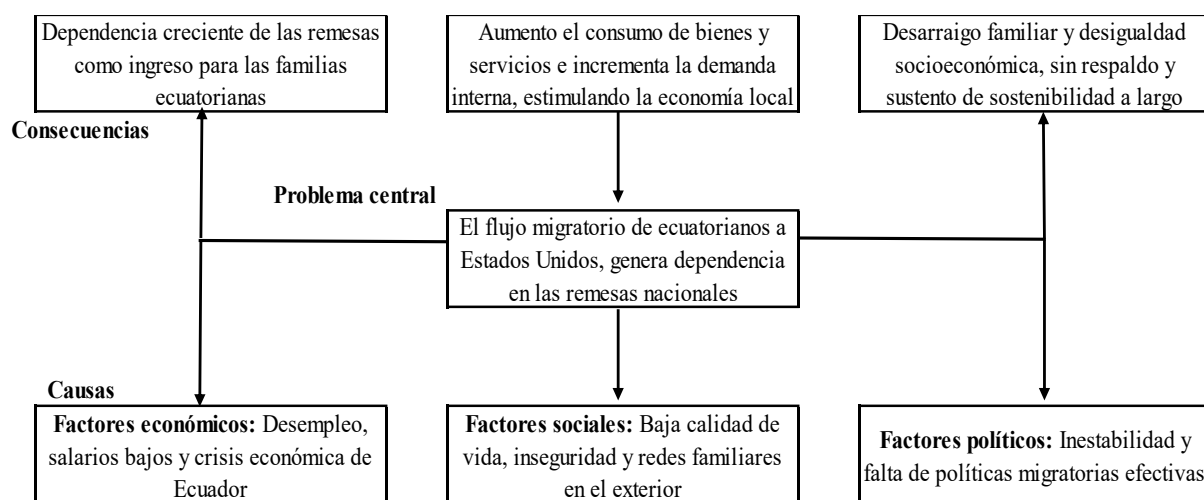 Dependencia creciente de las remesas
como ingreso para las familias
ecuatorianas
Aumento el consumo de bienes y
servicios e incrementa la demanda
interna, estimulando la economía local
Desarraigo familiar y desigualdad
socioeconómica, sin respaldo y
sustento de sostenibilidad a largo
Consecuencias
Problema central
El flujo migratorio de ecuatorianos a
Estados Unidos, genera dependencia
en las remesas nacionales
Causas
Factores económicos: Desempleo,
salarios bajos y crisis económica de
Ecuador
Factores sociales: Baja calidad de
vida, inseguridad y redes familiares
en el exterior
Factores políticos: Inestabilidad y
falta de políticas migratorias efectivas